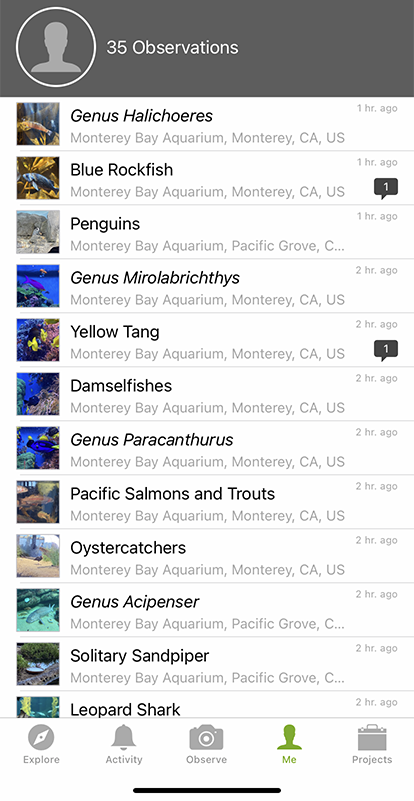 35 Observations
Genus Halichoeres
1 hr. ago
Monterey Bay Aquarium, Monterey, CA, US
Blue Rockfish
1 hr. ago
Monterey Bay Aquarium, Monterey, CA, US
1
Penguins
1 hr. ago
Monterey Bay Aquarium, Pacific Grove, C...
Genus Mirolabrichthys
2 hr. ago
Monterey Bay Aquarium, Monterey, CA, US
Yellow Tang
2 hr. ago
Monterey Bay Aquarium, Monterey, CA, US
1
Damselfishes
2 hr. ago
Monterey Bay Aquarium, Monterey, CA, US
Genus Paracanthurus
2 hr. ago
Monterey Bay Aquarium, Monterey, CA, US
Pacific Salmons and Trouts
2 hr. ago
Monterey Bay Aquarium, Monterey, CA, US
Oystercatchers
2 hr. ago
Monterey Bay Aquarium, Monterey, CA, US
Genus Acipenser
2 hr. ago
Monterey Bay Aquarium, Pacific Grove, C...
Solitary Sandpiper
2 hr. ago
Monterey Bay Aquarium, Pacific Grove, C...
Leopard Shark
2 hr. ago
Explore
Activity
Observe
Me
Projects